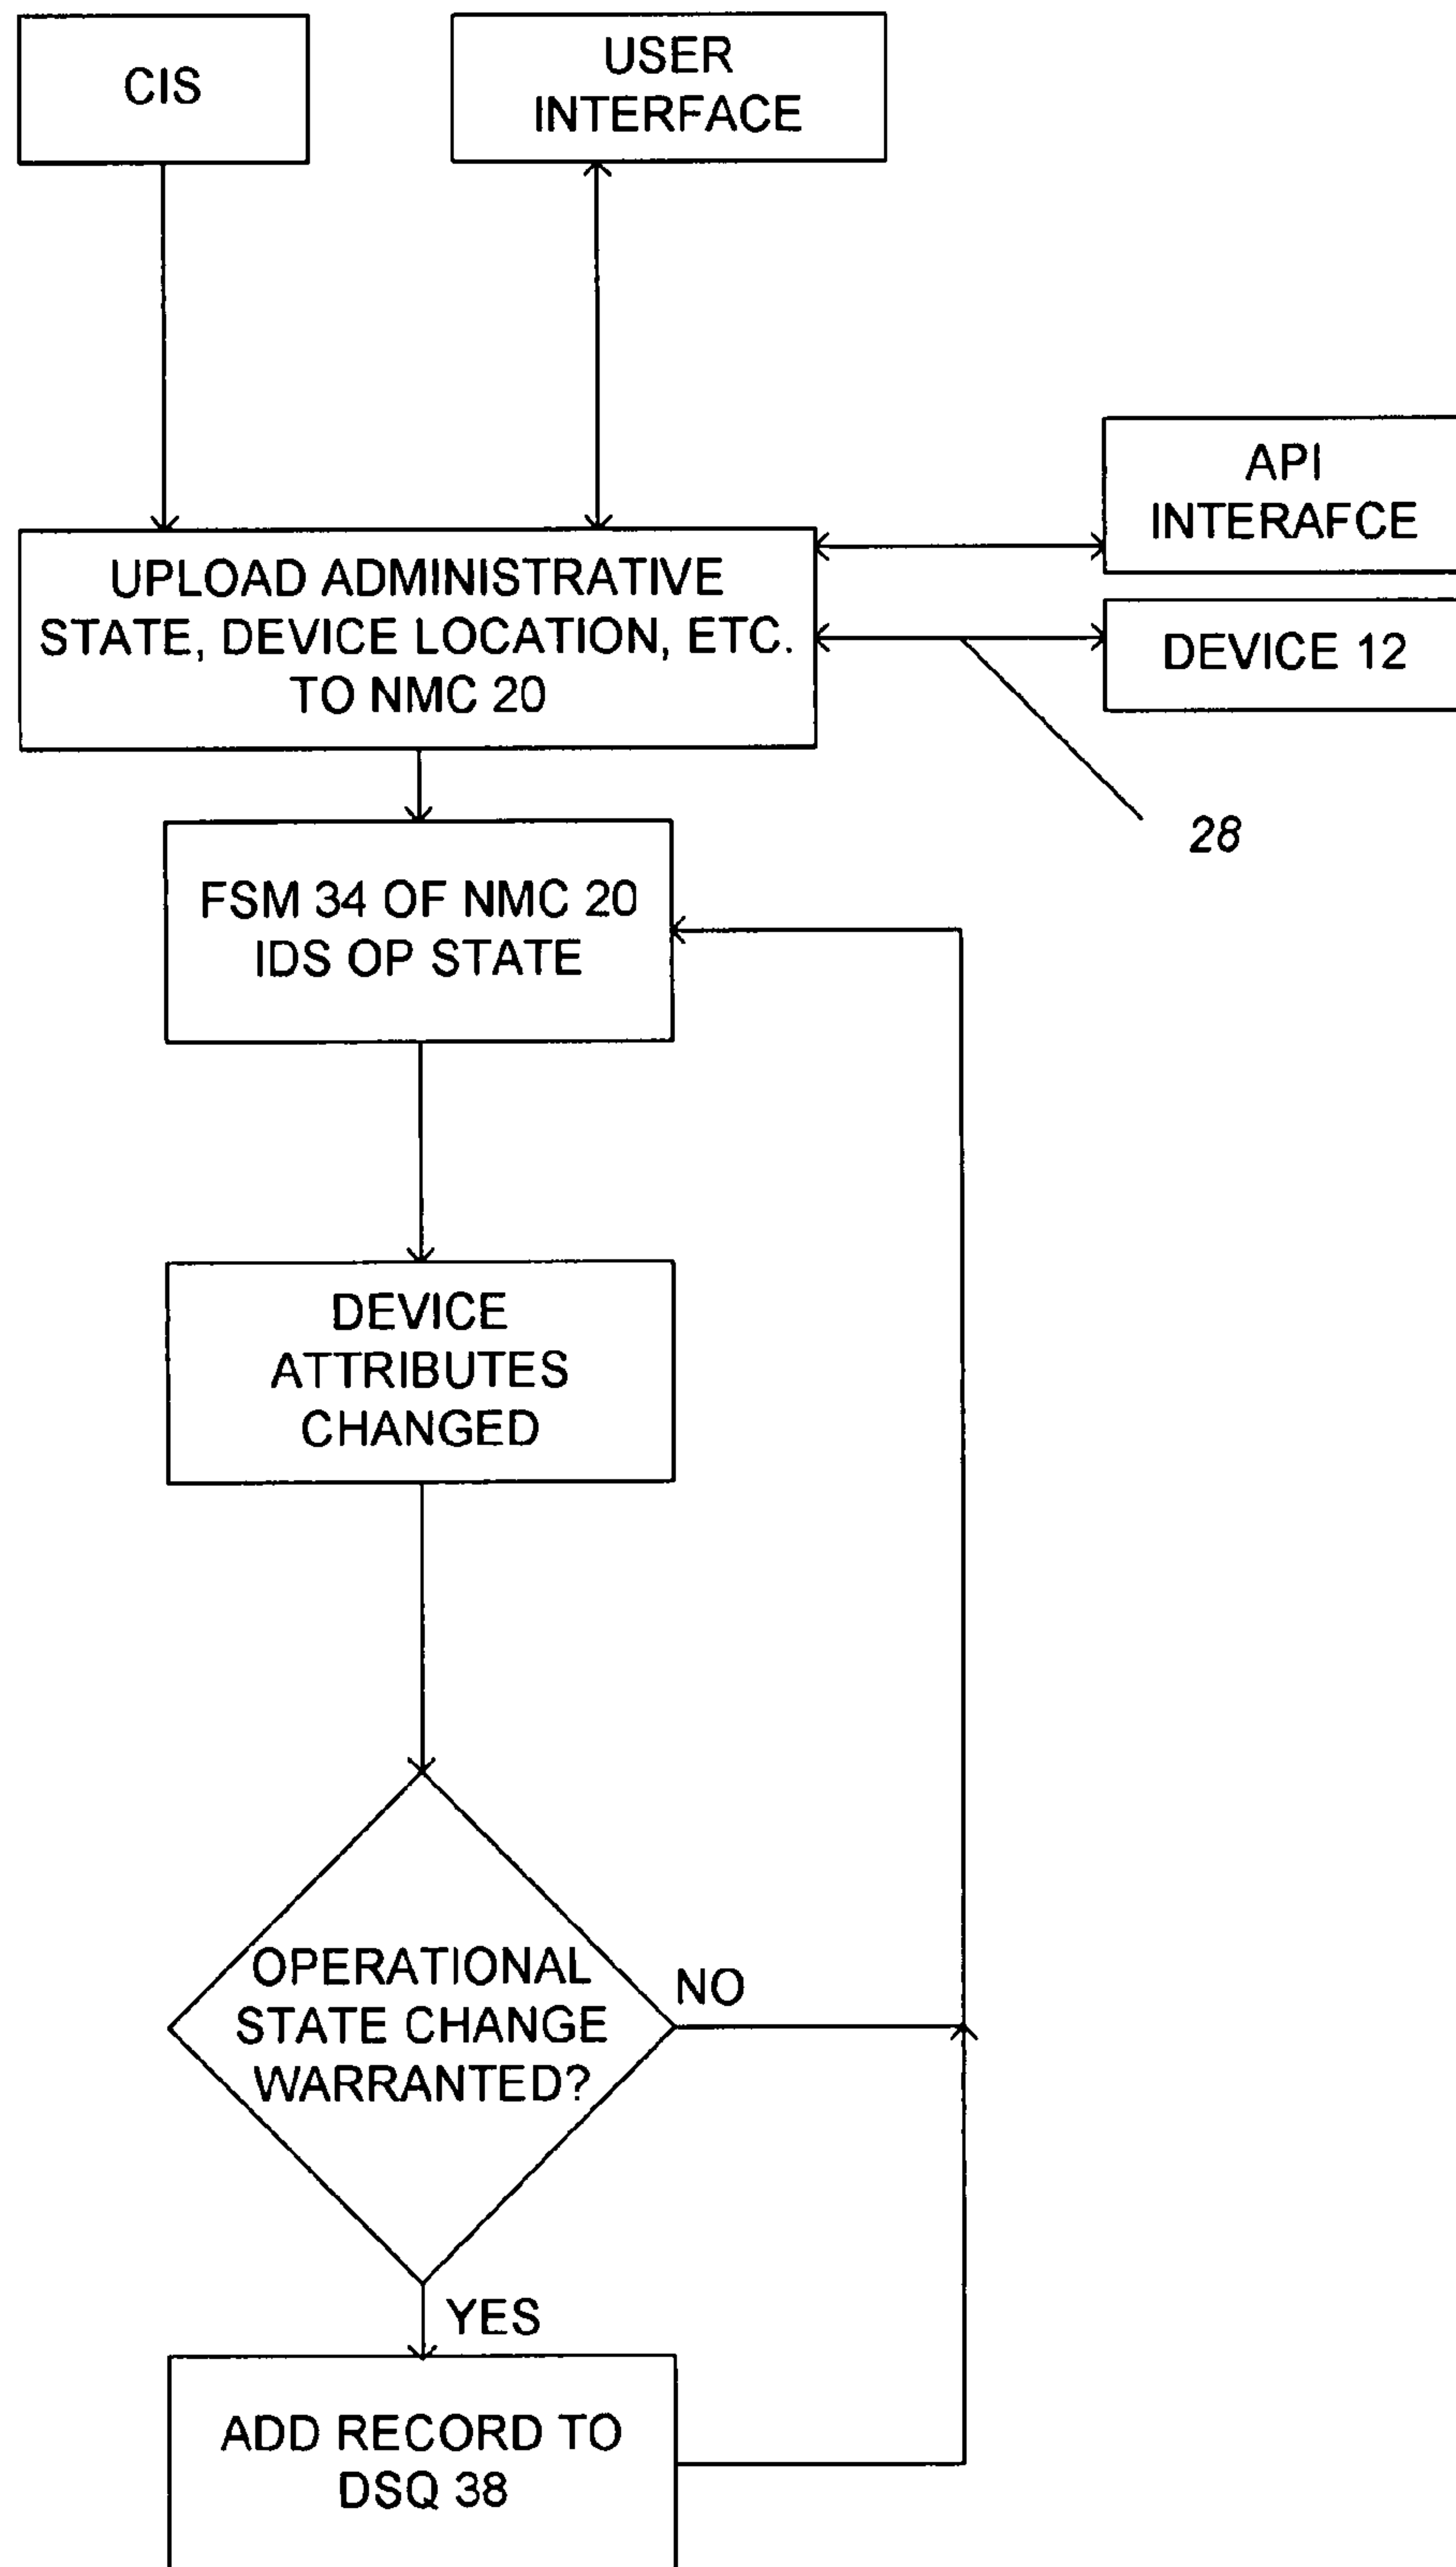 CIS
USER
INTERFACE
API
INTERAFCE
UPLOAD ADMINISTRATIVE
STATE, DEVICE LOCATION, ETC.
TO NMC 20
DEVICE 12
28
FSM 34 OF NMC 20
IDS OP STATE
DEVICE
ATTRIBUTES
CHANGED
OPERATIONAL
STATE CHANGE
WARRANTED?
NO
YES
ADD RECORD TO
DSQ 38